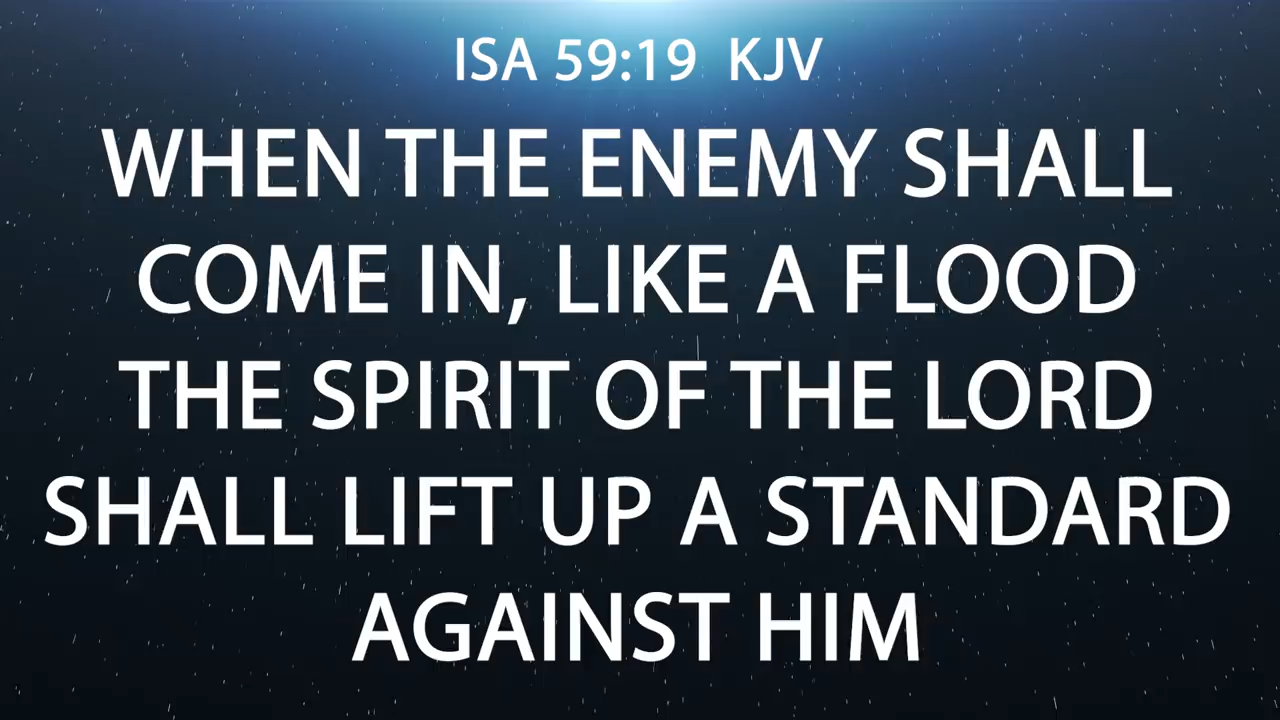 ISA 59:19 KJV
WHEN THE ENEMY SHALL
COME IN, LIKE A FLOOD
THE SPIRIT OF THE LORD
SHALL LIFT UP A STANDARD
AGAINST HIM